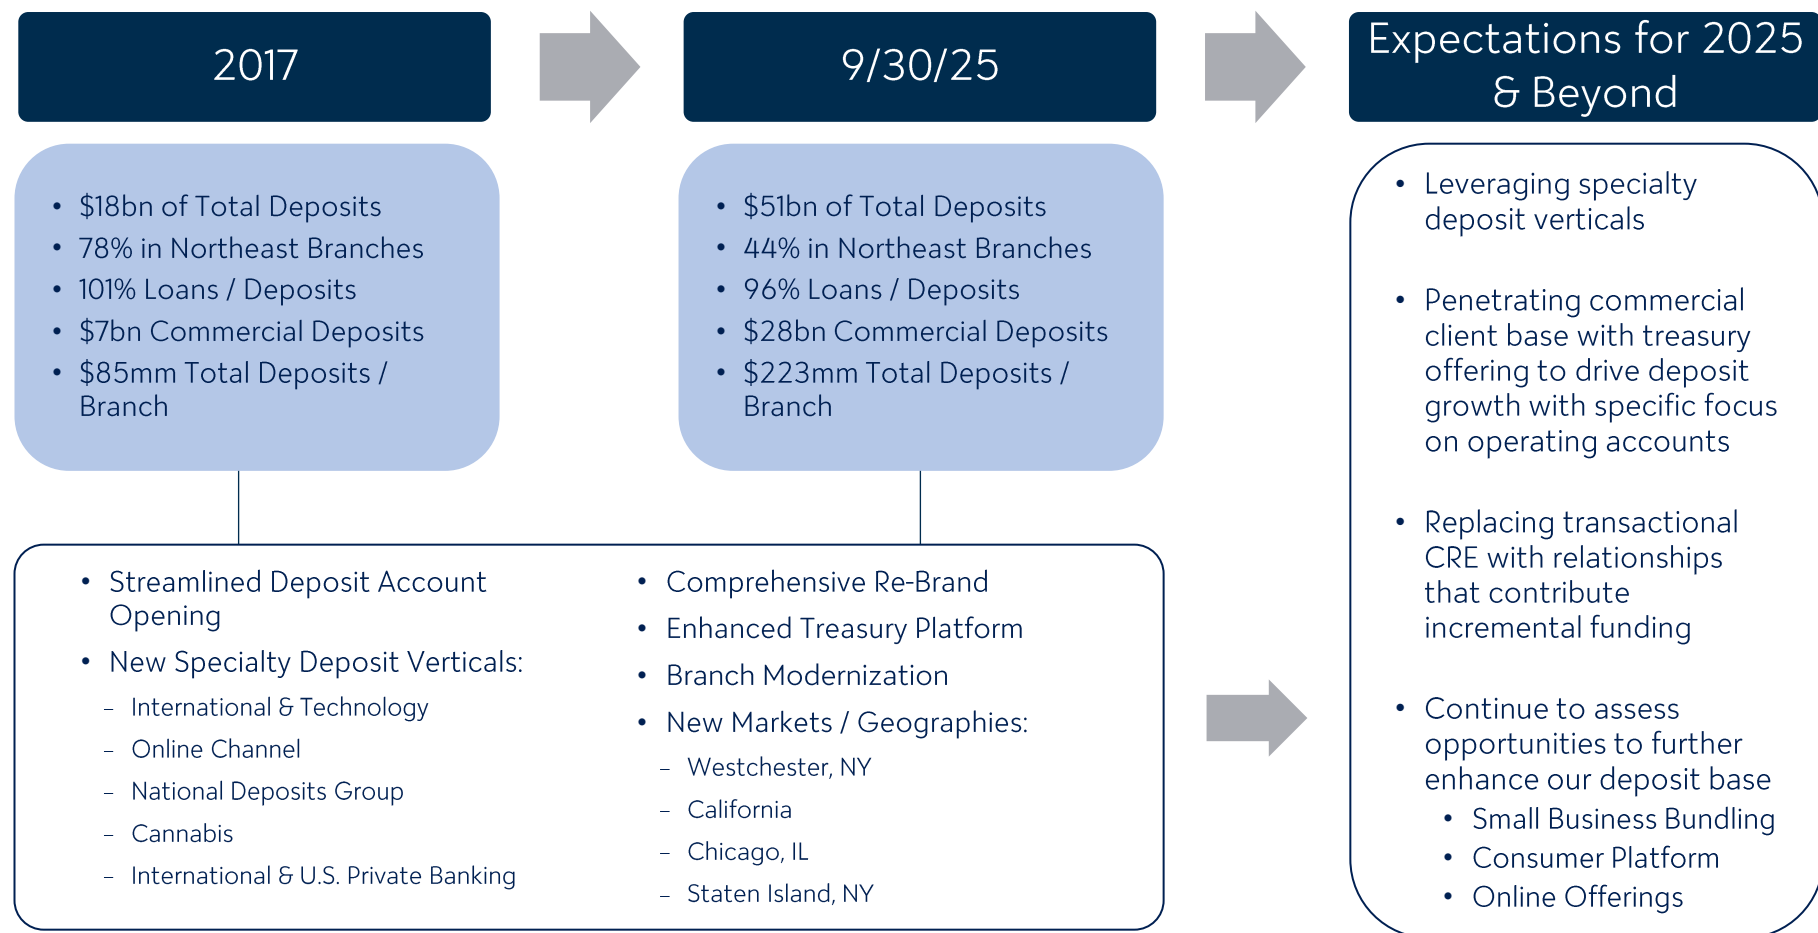 2017
9/30/25
Expectations for 2025
& Beyond
• $18bn of Total Deposits
• 78% in Northeast Branches
• 101% Loans / Deposits
• $7bn Commercial Deposits
• $85mm Total Deposits /
Branch
• $51bn of Total Deposits
• 44% in Northeast Branches
• 96% Loans / Deposits
• $28bn Commercial Deposits
• $223mm Total Deposits /
Branch
• Streamlined Deposit Account
Opening
• New Specialty Deposit Verticals:
– International & Technology
– Online Channel
– National Deposits Group
– Cannabis
– International & U.S. Private Banking
• Comprehensive Re-Brand
• Enhanced Treasury Platform
• Branch Modernization
• New Markets / Geographies:
– Westchester, NY
– California
– Chicago, IL
– Staten Island, NY
• Leveraging specialty
deposit verticals
• Penetrating commercial
client base with treasury
offering to drive deposit
growth with specific focus
on operating accounts
• Replacing transactional
CRE with relationships
that contribute
incremental funding
• Continue to assess
opportunities to further
enhance our deposit base
• Small Business Bundling
• Consumer Platform
• Online Offerings